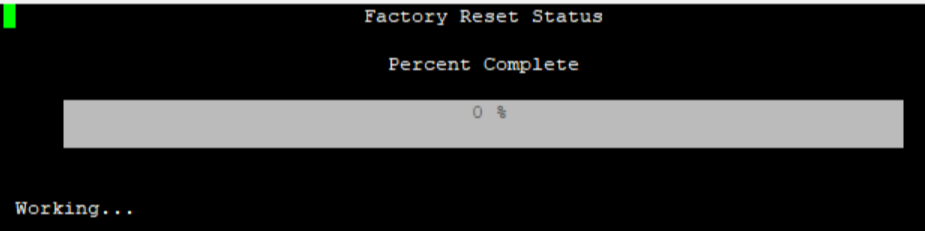 Factory Reset Status
Percent Complete
0 %
Working...